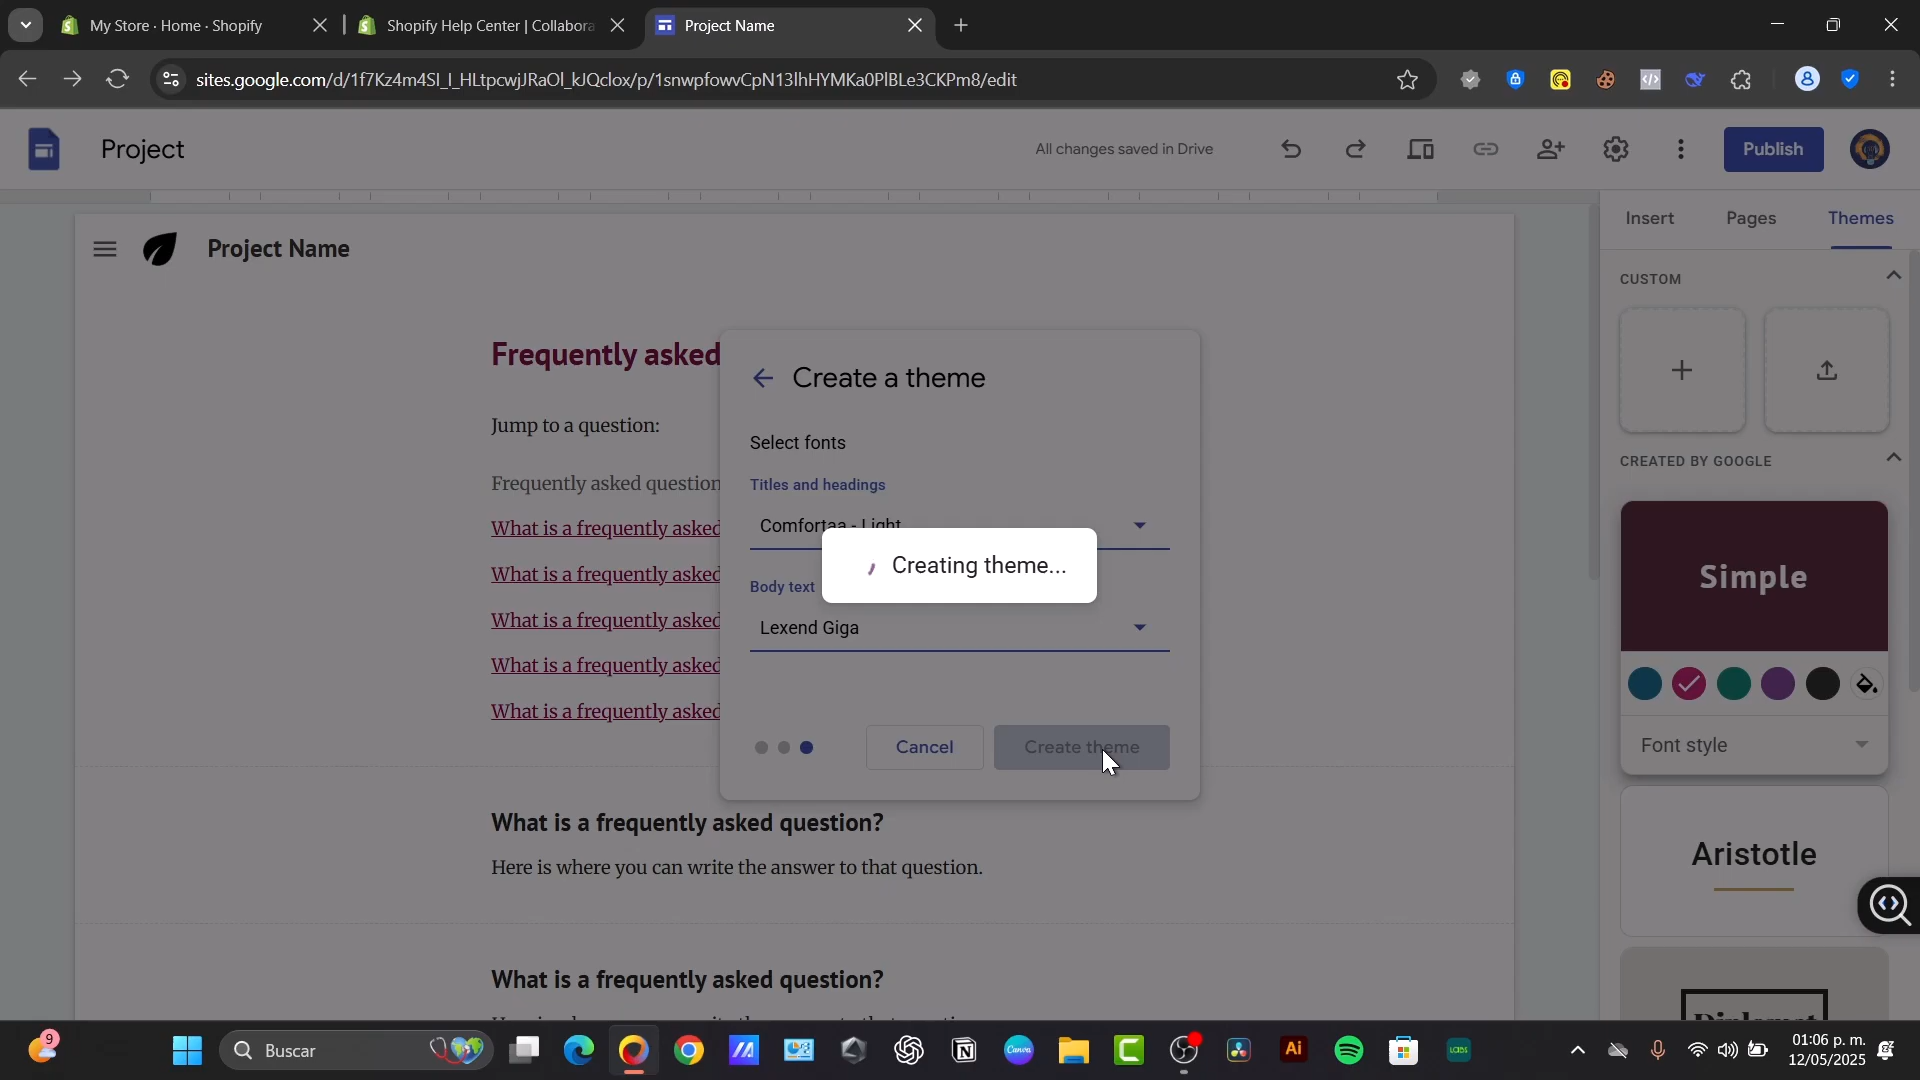 My Store · Home · Shopify
Shopify Help Center | Collabora
Project Name
sites.google.com/d/1f7Kz4m4SI_I_HLtpcwjJRaOl_kJQclox/p/1snwpfowvCpN13lhHYMKa0PlBLe3CKPm8/edit
Project
All changes saved in Drive
Publish
Insert
Pages
Themes
Project Name
CUSTOM
Frequently asked
Create a theme
Jump to a question:
Select fonts
CREATED BY GOOGLE
Frequently asked question
Titles and headings
What is a frequently asked
Comfortaa - Light
Creating theme...
What is a frequently asked
Simple
Body text
What is a frequently asked
Lexend Giga
What is a frequently asked
What is a frequently asked
Cancel
Create theme
Font style
What is a frequently asked question?
Here is where you can write the answer to that question.
Aristotle
What is a frequently asked question?
Diplomat
9
Buscar
Canva
Ai
LABS
01:06 p. m.
12/05/2025